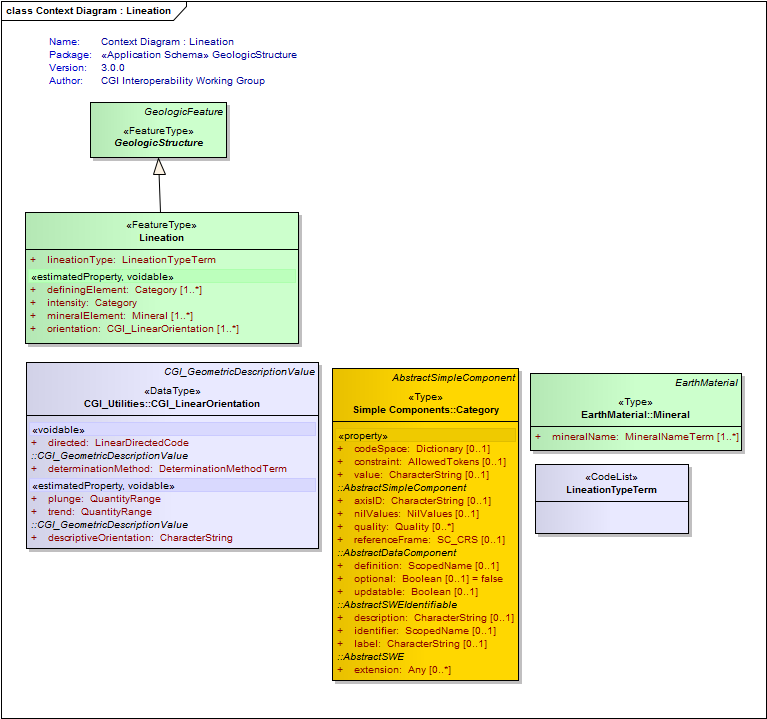 class Context Diagram : Lineation
Name: Context Diagram : Lineation
Package: «Application Schema» GeologicStructure
Version: 3.0.0
Author: CGI Interoperability Working Group
GeologicFeature
«FeatureType»
GeologicStructure
«FeatureType»
Lineation
+ lineationType: LineationTypeTerm
«estimatedProperty, voidable»
+ definingElement: Category [1..*]
+ intensity: Category
+ mineralElement: Mineral [1..*]
+ orientation: CGI_LinearOrientation [1..*]
CGI_GeometricDescriptionValue
«DataType»
CGI_Utilities::CGI_LinearOrientation
«voidable»
+ directed: LinearDirectedCode
::CGI_GeometricDescriptionValue
+ determinationMethod: DeterminationMethodTerm
«estimatedProperty, voidable»
+ plunge: QuantityRange
+ trend: QuantityRange
::CGI_GeometricDescriptionValue
+ descriptiveOrientation: CharacterString
AbstractSimpleComponent
«Type»
Simple Components::Category
«property»
+ codeSpace: Dictionary [0..1]
+ constraint: AllowedTokens [0..1]
+ value: CharacterString [0..1]
::AbstractSimpleComponent
+ axisID: CharacterString [0..1]
+ nilValues: NilValues [0..1]
+ quality: Quality [0..*]
+ referenceFrame: SC_CRS [0..1]
::AbstractDataComponent
+ definition: ScopedName [0..1]
+ optional: Boolean [0..1] = false
+ updatable: Boolean [0..1]
::AbstractSWEIdentifiable
+ description: CharacterString [0..1]
+ identifier: ScopedName [0..1]
+ label: CharacterString [0..1]
::AbstractSWE
+ extension: Any [0..*]
EarthMaterial
«Type»
EarthMaterial::Mineral
+ mineralName: MineralNameTerm [1..*]
«CodeList»
LineationTypeTerm